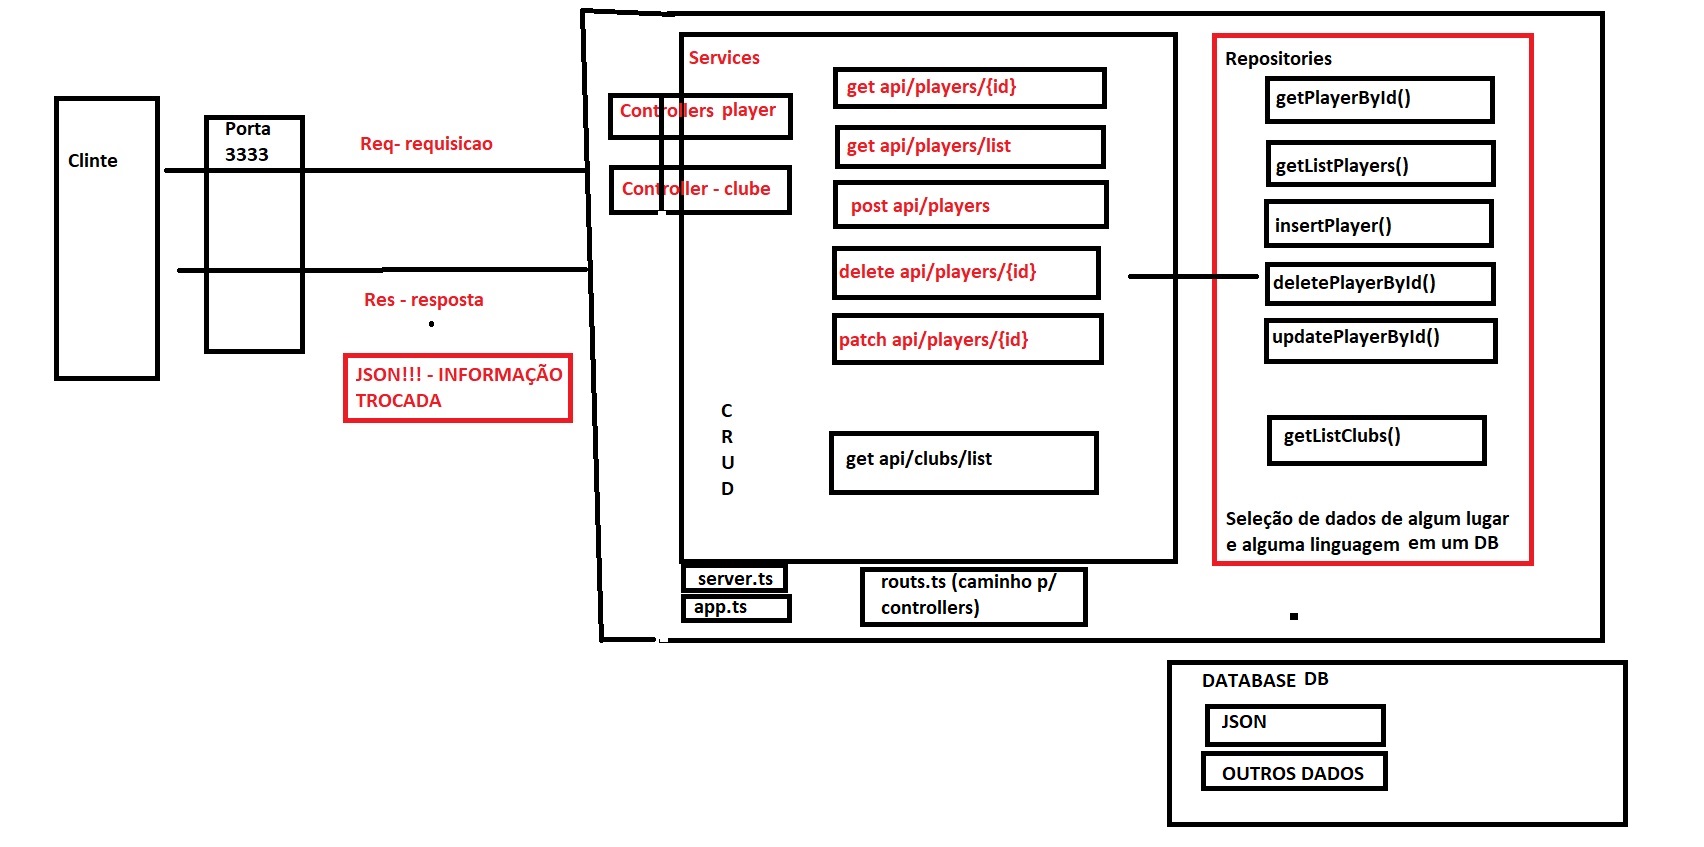 Clinte
Porta
3333
Req- requisicao
Res - resposta
JSON!!! - INFORMAÇÃO
TROCADA
Services
Controllers player
Controller - clube
get api/players/{id}
get api/players/list
post api/players
delete api/players/{id}
patch api/players/{id}
C
R
U
D
get api/clubs/list
server.ts
app.ts
routs.ts (caminho p/
controllers)
Repositories
getPlayerById()
getListPlayers()
insertPlayer()
deletePlayerById()
updatePlayerById()
getListClubs()
Seleção de dados de algum lugar
e alguma linguagem em um DB
DATABASE DB
JSON
OUTROS DADOS